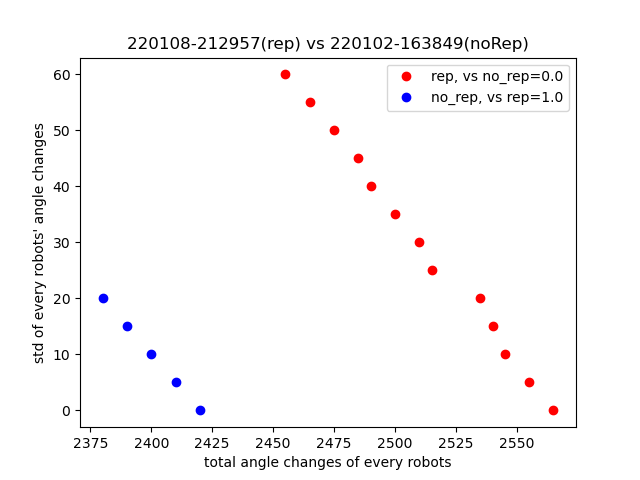 220108-212957(rep) vs 220102-163849(noRep)
rep, vs no_rep=0.0
no_rep, vs rep=1.0
std of every robots' angle changes
60
50
40
30
20
10
0
2375 2400 2425 2450 2475 2500 2525 2550
total angle changes of every robots